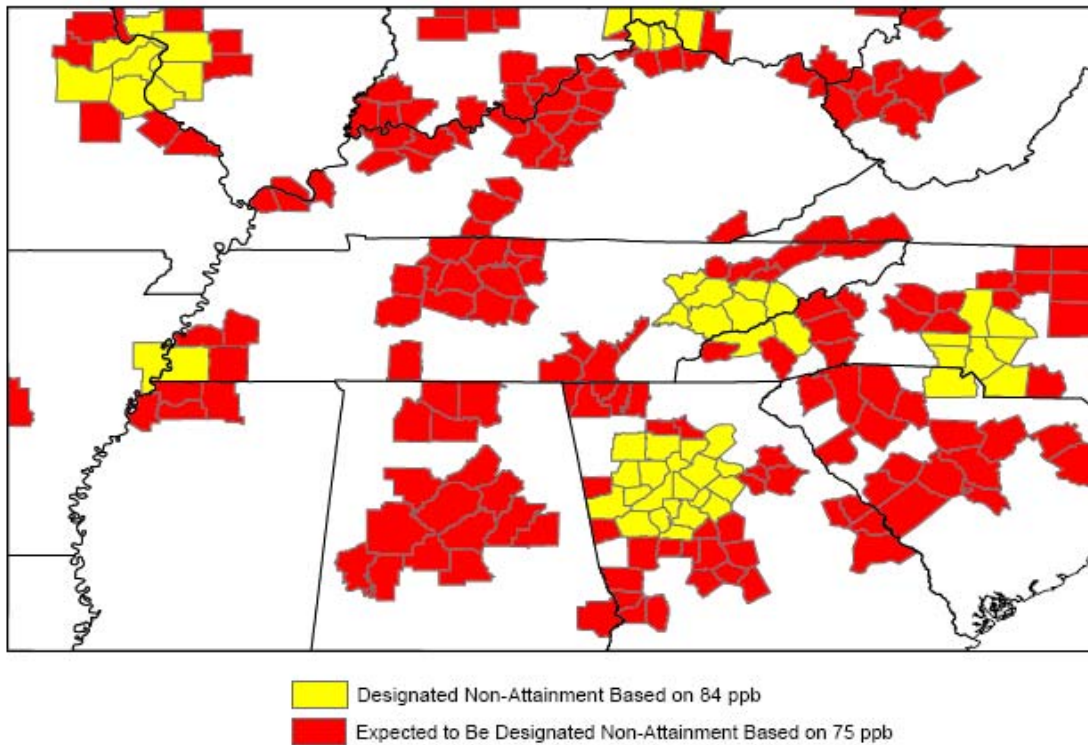 Designated Non-Attainment Based on 84 ppb
Expected to Be Designated Non-Attainment Based on 75 ppb